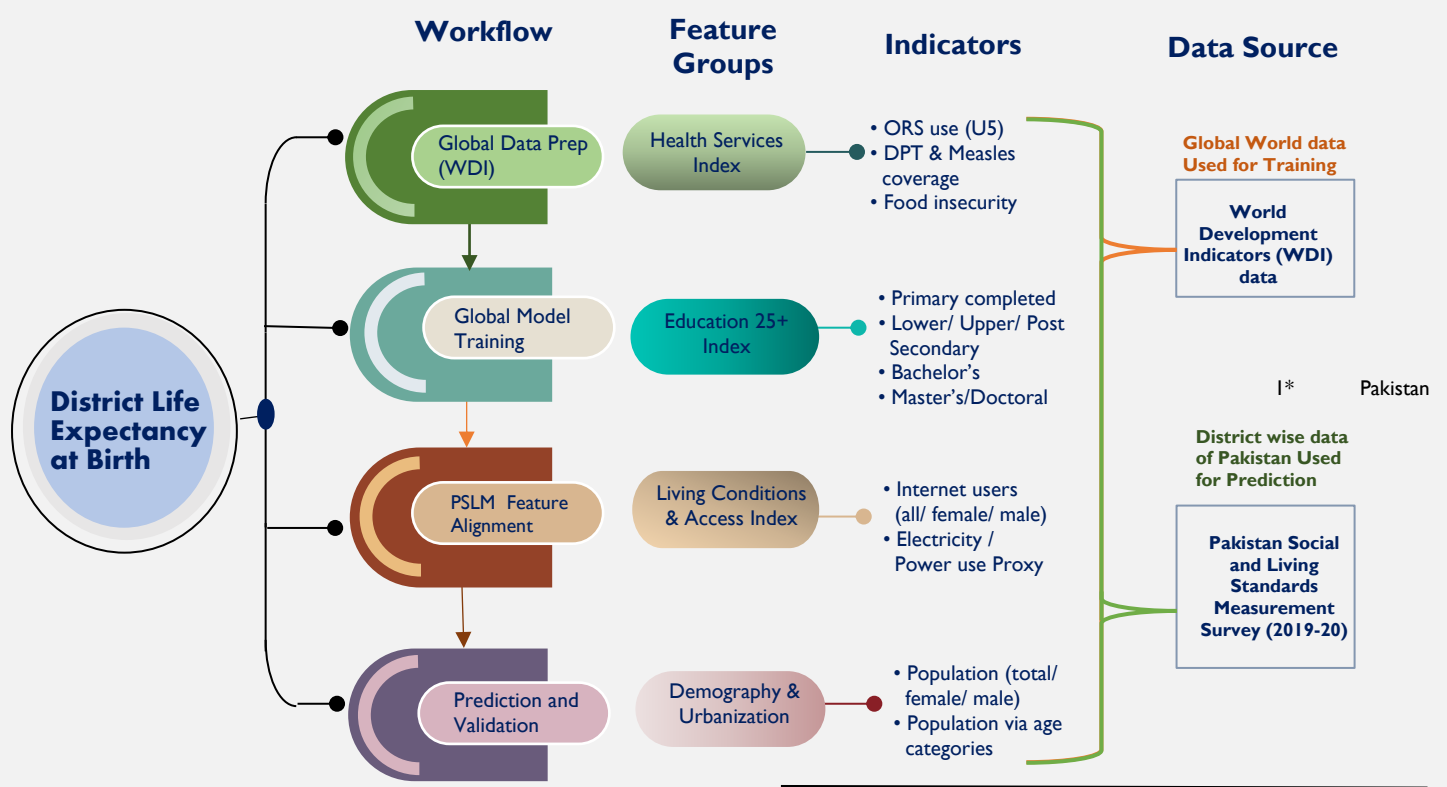 Workflow
Feature
Groups
Indicators
Data Source
District Life
Expectancy
at Birth
Global Data Prep
(WDI)
Health Services
Index
• ORS use (U5)
• DPT & Measles
coverage
• Food insecurity
Global Model
Training
Education 25+
Index
• Primary completed
• Lower/ Upper/ Post
Secondary
• Bachelor's
• Master's/Doctoral
PSLM Feature
Alignment
Living Conditions
& Access Index
• Internet users
(all/ female/ male)
• Electricity /
Power use Proxy
Prediction and
Validation
Demography &
Urbanization
• Population (total/
female/ male)
• Population via age
categories
Global World data
Used for Training
World
Development
Indicators (WDI)
data
1* Pakistan
District wise data
of Pakistan Used
for Prediction
Pakistan Social
and Living
Standards
Measurement
Survey (2019-20)